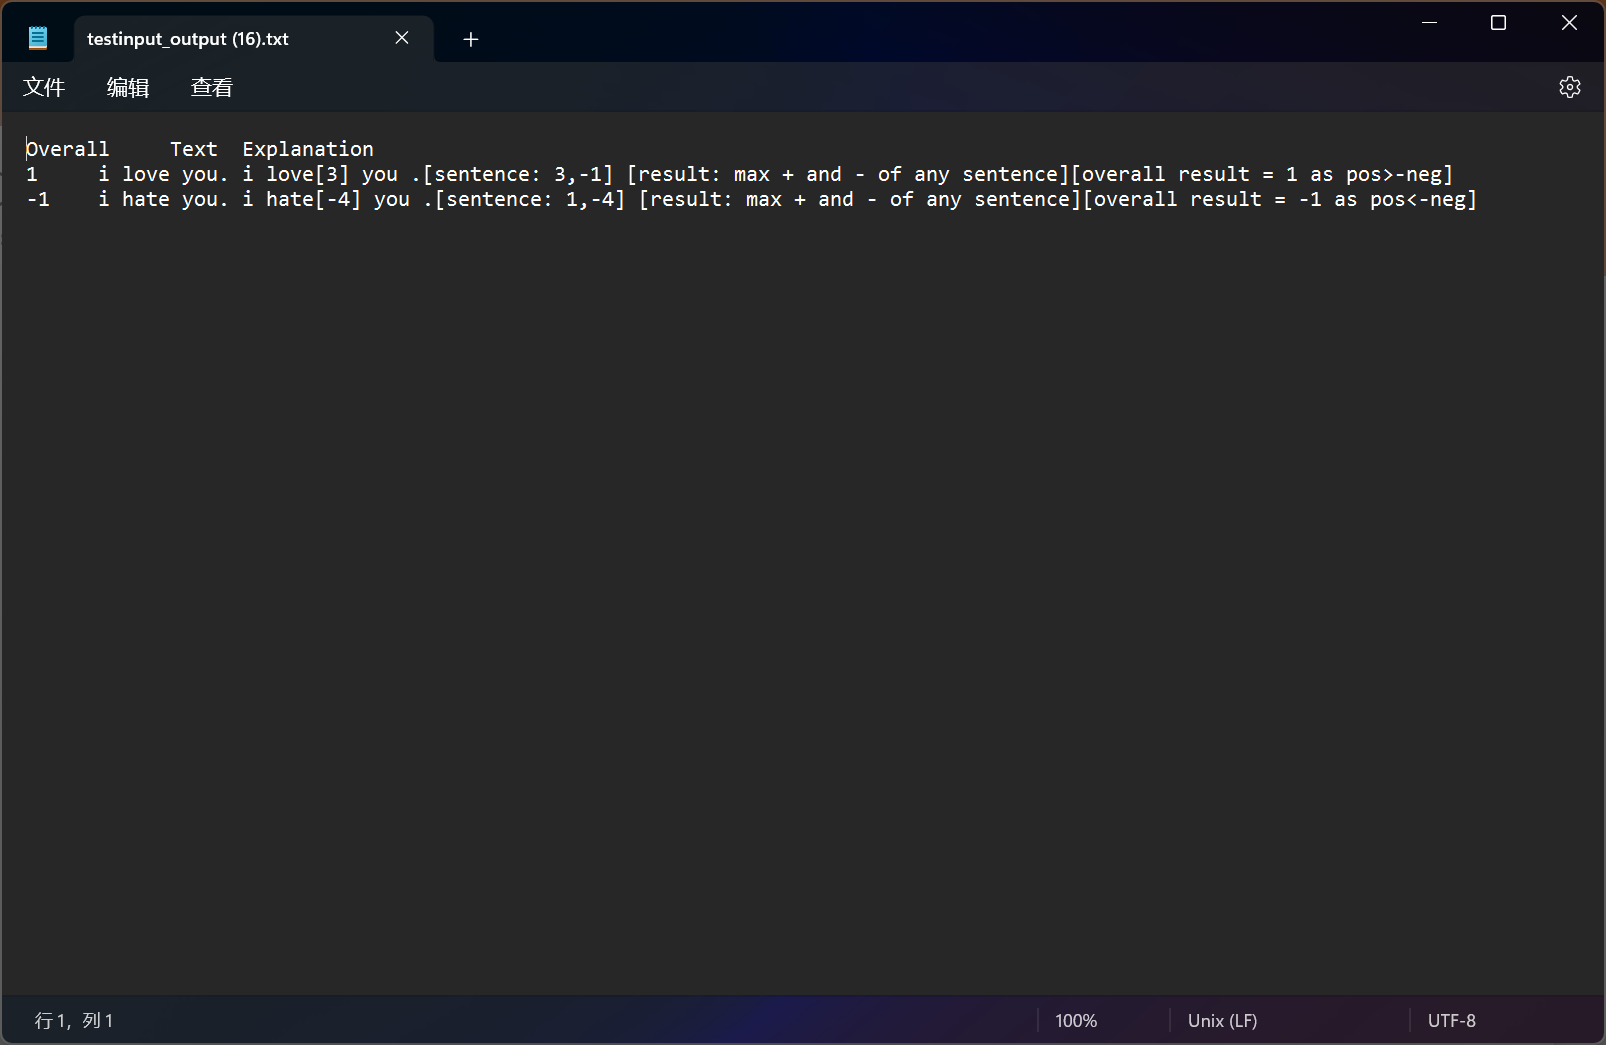 testinput_output (16).txt
文件 编辑 查看
Overall Text Explanation
1 i love you. i love[3] you .[sentence: 3,-1] [result: max + and - of any sentence][overall result = 1 as pos>-neg]
-1 i hate you. i hate[-4] you .[sentence: 1,-4] [result: max + and - of any sentence][overall result = -1 as pos<-neg]
行 1, 列 1 100% Unix (LF) UTF-8